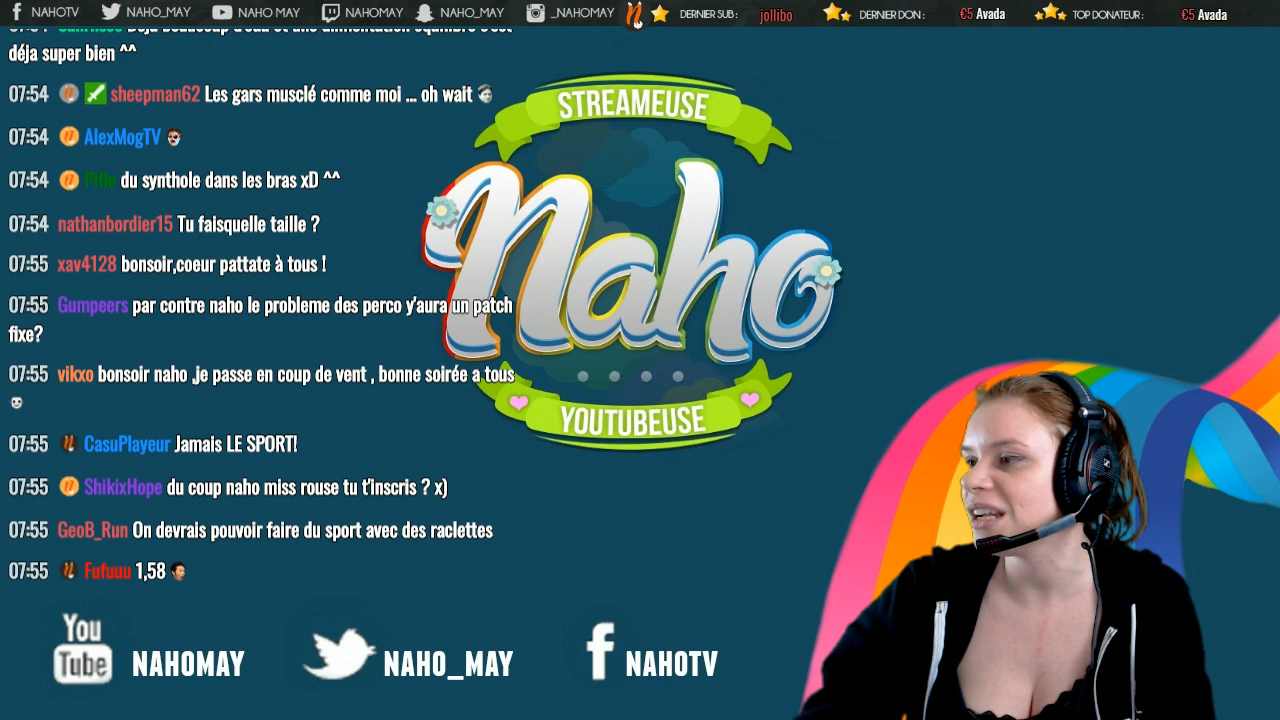 NAHOTV NAHO_MAY NAHO MAY NAHOMAY NAHO_MAY _NAHOMAY DERNIER SUB : jollibo DERNIER DON : €5 Avada TOP DONATEUR : €5 Avada
déja super bien ^^
07:54 sheepman62 Les gars musclé comme moi ... oh wait
07:54 AlexMogTV
07:54 Pifle du synthole dans les bras xD ^^
07:54 nathanbordier15 Tu faisquelle taille ?
07:55 xav4128 bonsoir,coeur pattate à tous !
07:55 Gumpeers par contre naho le probleme des perco y'aura un patch
fixe?
07:55 vikxo bonsoir naho ,je passe en coup de vent , bonne soirée a tous
07:55 CasuPlayeur Jamais LE SPORT!
07:55 ShikixHope du coup naho miss rouse tu t'inscris ? x)
07:55 GeoB_Run On devrais pouvoir faire du sport avec des raclettes
07:55 Fufuuu 1,58
STREAMEUSE
Naho
YOUTUBEUSE
You
Tube
NAHOMAY NAHO_MAY NAHOTV